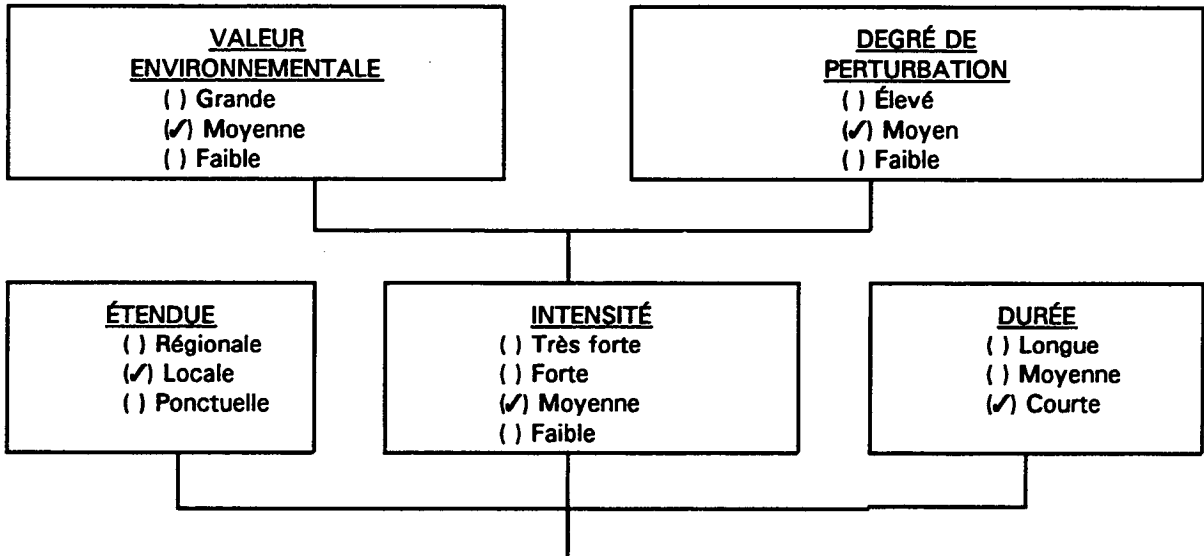 VALEUR
ENVIRONNEMENTALE
( ) Grande
(✓) Moyenne
( ) Faible
DEGRÉ DE
PERTURBATION
( ) Élevé
(✓) Moyen
( ) Faible
ÉTENDUE
( ) Régionale
(✓) Locale
( ) Ponctuelle
INTENSITÉ
( ) Très forte
( ) Forte
(✓) Moyenne
( ) Faible
DURÉE
( ) Longue
( ) Moyenne
(✓) Courte